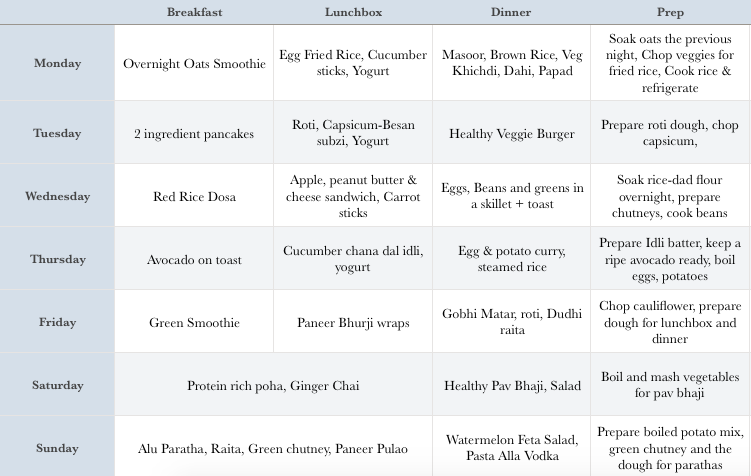 Breakfast Lunchbox Dinner Prep
Monday
Overnight Oats Smoothie
Egg Fried Rice, Cucumber
sticks, Yogurt
Masoor, Brown Rice, Veg
Khichdi, Dahi, Papad
Soak oats the previous
night, Chop veggies for
fried rice, Cook rice &
refrigerate
Tuesday
2 ingredient pancakes
Roti, Capsicum-Besan
subzi, Yogurt
Healthy Veggie Burger
Prepare roti dough, chop
capsicum,
Wednesday
Red Rice Dosa
Apple, peanut butter &
cheese sandwich, Carrot
sticks
Eggs, Beans and greens in
a skillet + toast
Soak rice-dad flour
overnight, prepare
chutneys, cook beans
Thursday
Avocado on toast
Cucumber chana dal idli,
yogurt
Egg & potato curry,
steamed rice
Prepare Idli batter, keep a
ripe avocado ready, boil
eggs, potatoes
Friday
Green Smoothie
Paneer Bhurji wraps
Gobhi Matar, roti, Dudhi
raita
Chop cauliflower, prepare
dough for lunchbox and
dinner
Saturday
Protein rich poha, Ginger Chai
Healthy Pav Bhaji, Salad
Boil and mash vegetables
for pav bhaji
Sunday
Alu Paratha, Raita, Green chutney, Paneer Pulao
Watermelon Feta Salad,
Pasta Alla Vodka
Prepare boiled potato mix,
green chutney and the
dough for parathas